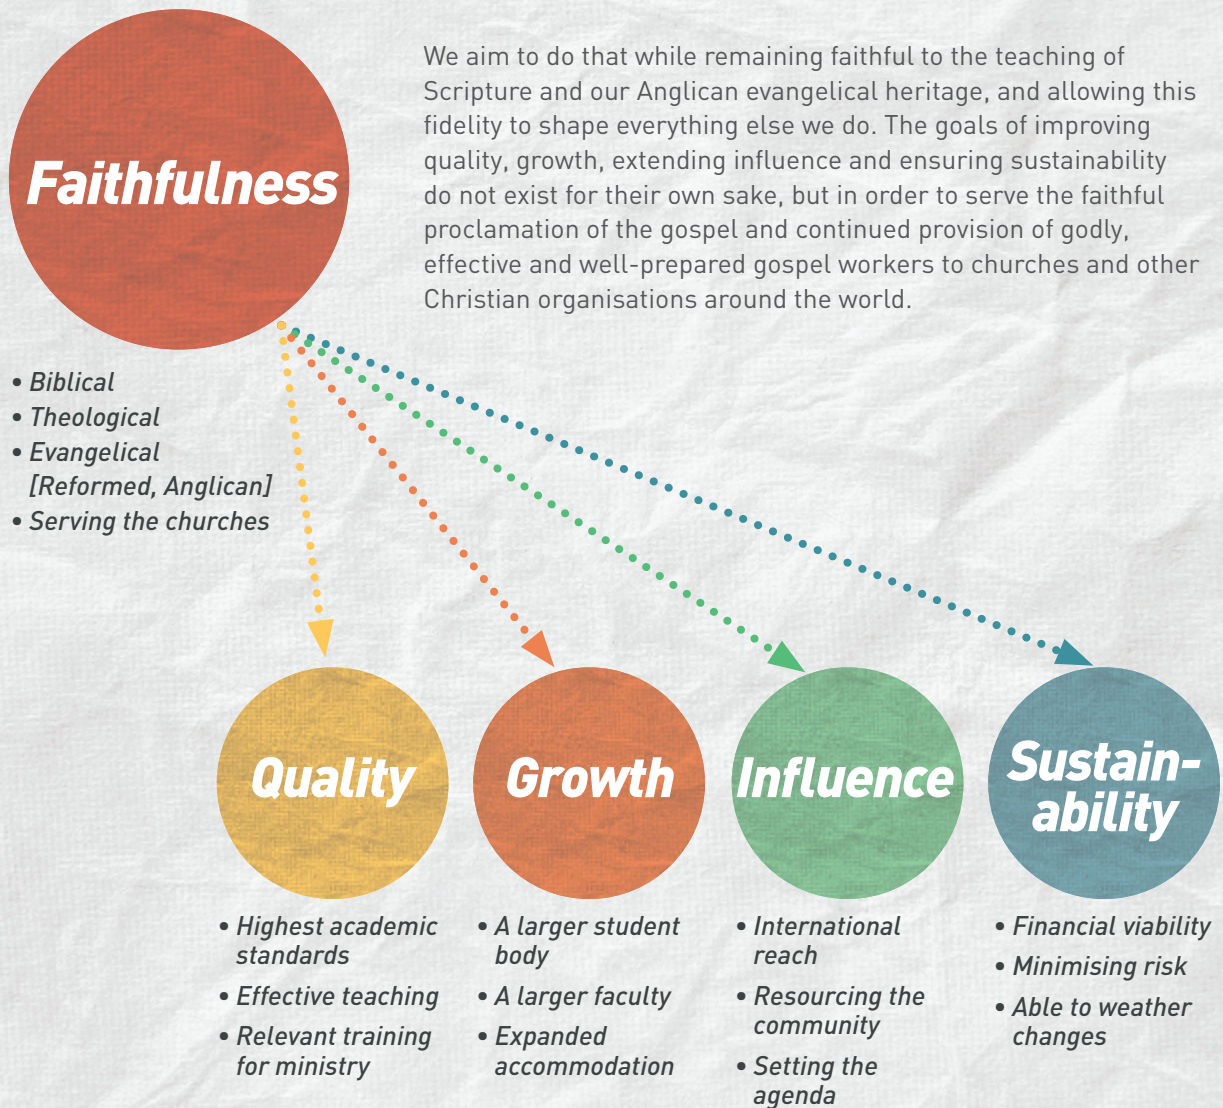 Faithfulness
We aim to do that while remaining faithful to the teaching of
Scripture and our Anglican evangelical heritage, and allowing this
fidelity to shape everything else we do. The goals of improving
quality, growth, extending influence and ensuring sustainability
do not exist for their own sake, but in order to serve the faithful
proclamation of the gospel and continued provision of godly,
effective and well-prepared gospel workers to churches and other
Christian organisations around the world.
• Biblical
• Theological
• Evangelical
[Reformed, Anglican]
• Serving the churches
Quality
• Highest academic
standards
• Effective teaching
• Relevant training
for ministry
Growth
• A larger student
body
• A larger faculty
• Expanded
accommodation
Influence
• International
reach
• Resourcing the
community
• Setting the
agenda
Sustain-
ability
• Financial viability
• Minimising risk
• Able to weather
changes